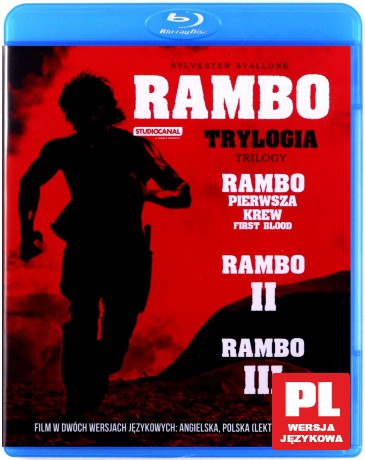 Blu-ray Disc
SYLVESTER STALLONE
RAMBO
STUDIOCANAL
TRYLOGIA
TRILOGY
RAMBO
PIERWSZA
KREW
FIRST BLOOD
RAMBO
II
RAMBO
III
FILM W DWÓCH WERSJACH JĘZYKOWYCH: ANGIELSKA, POLSKA (LEKT
PL
WERSJA
JĘZYKOWA